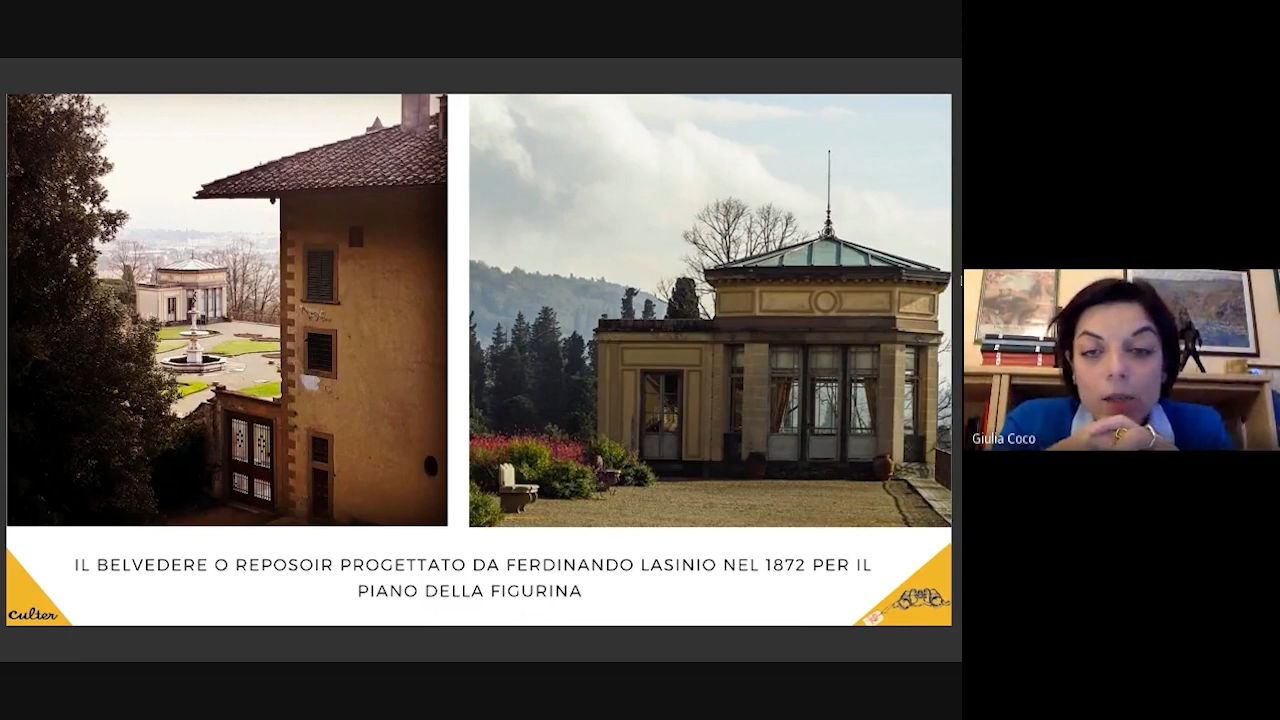 IL BELVEDERE O REPOSOIR PROGETTATO DA FERDINANDO LASINIO NEL 1872 PER IL
PIANO DELLA FIGURINA
culter
Giulia Coco